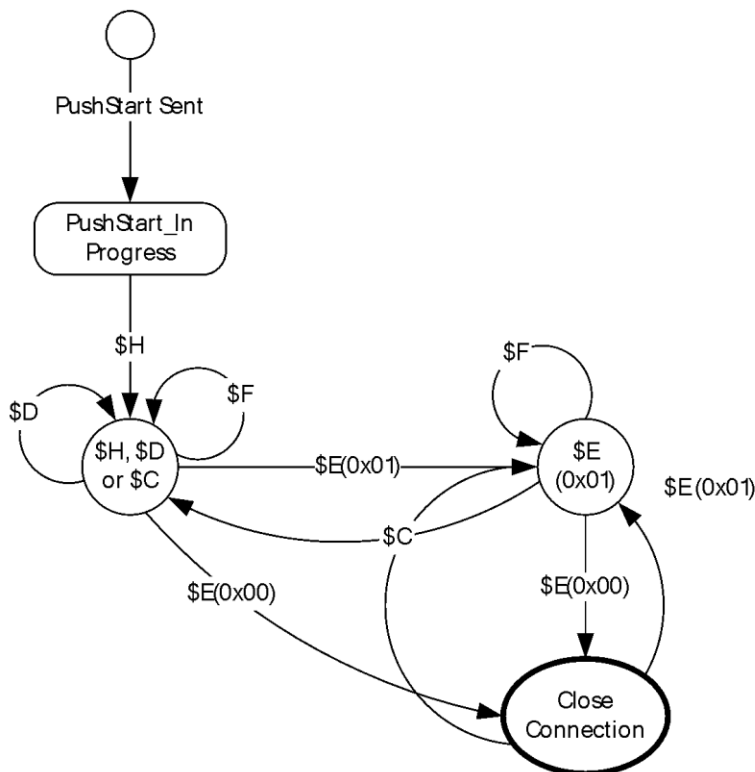 PushStart Sent
PushStart_In
Progress
$H
$D
$F
$H, $D
or $C
$E(0x01)
$F
$E
(0x01)
$E(0x01)
$C
$E(0x00)
$E(0x00)
Close
Connection